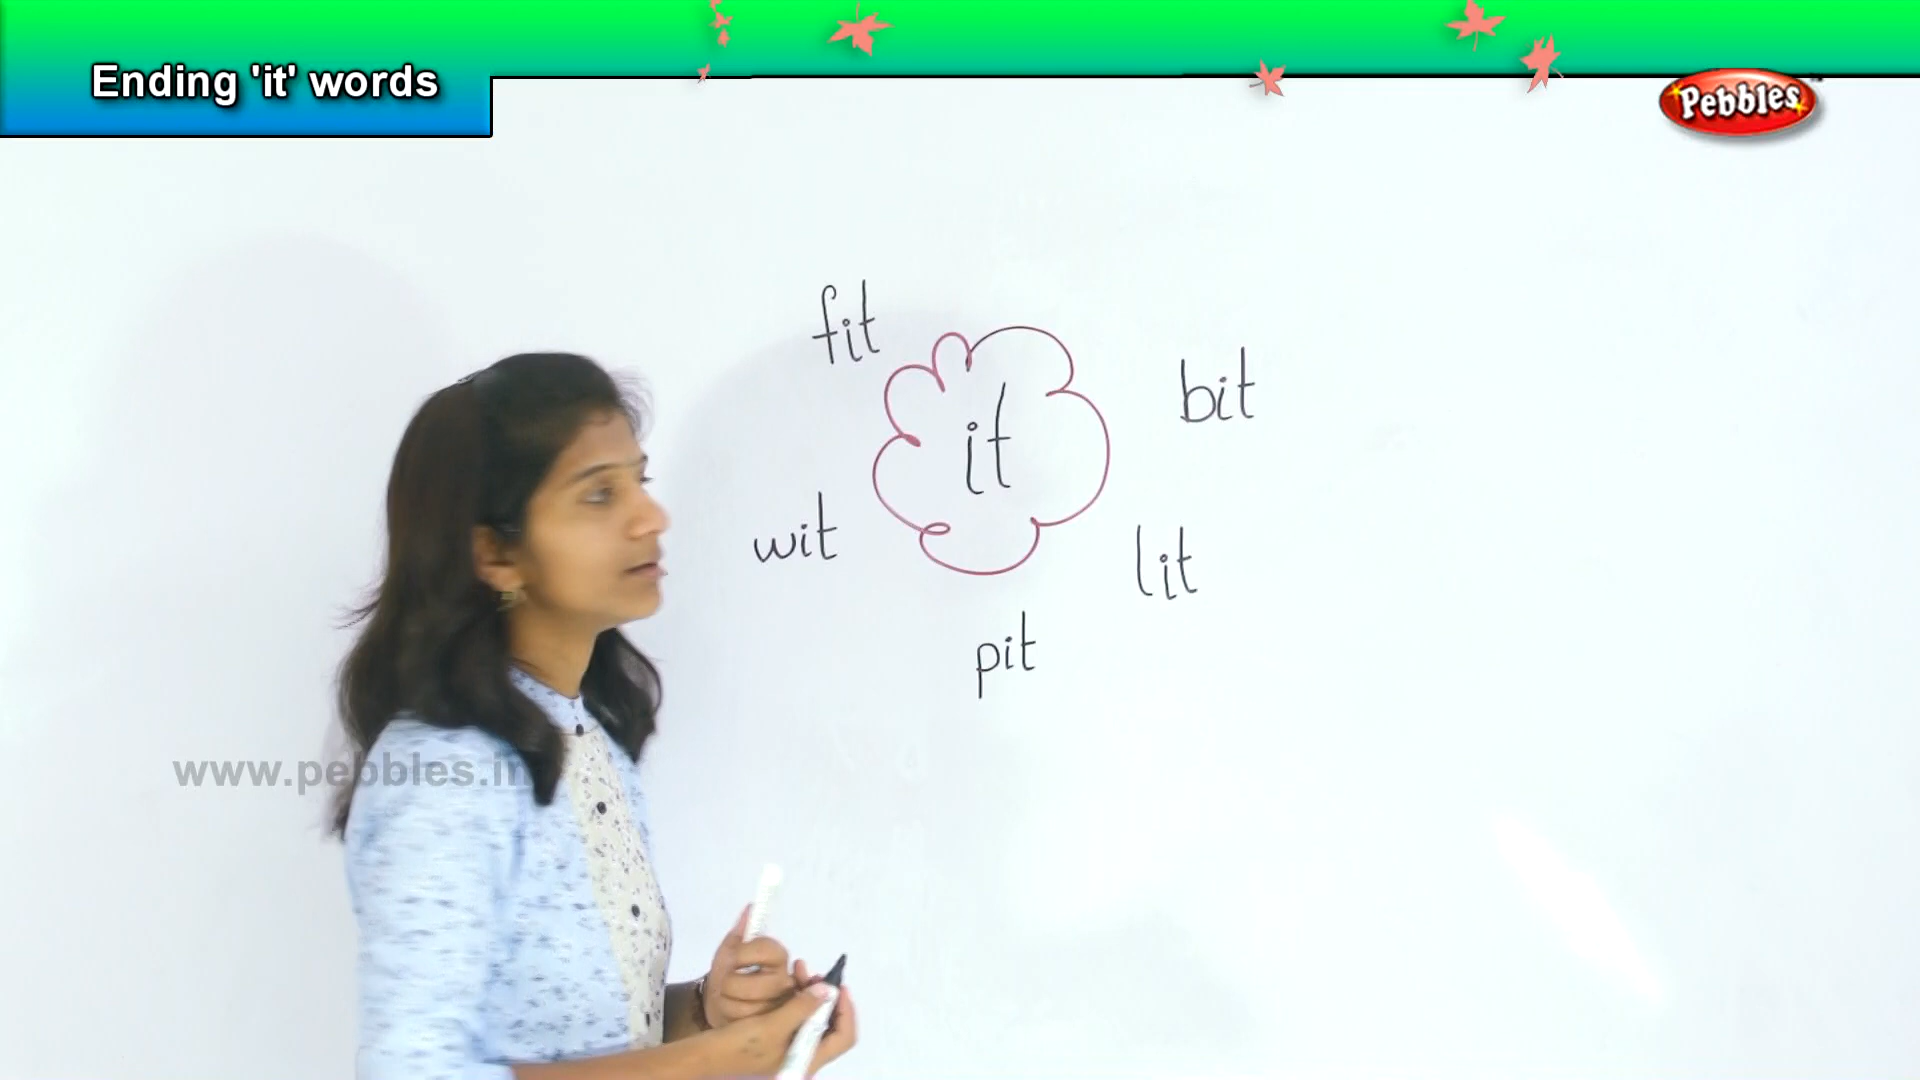 Ending 'it' words
Pebbles
fit
bit
it
wit
lit
pit
www.pebbles.in